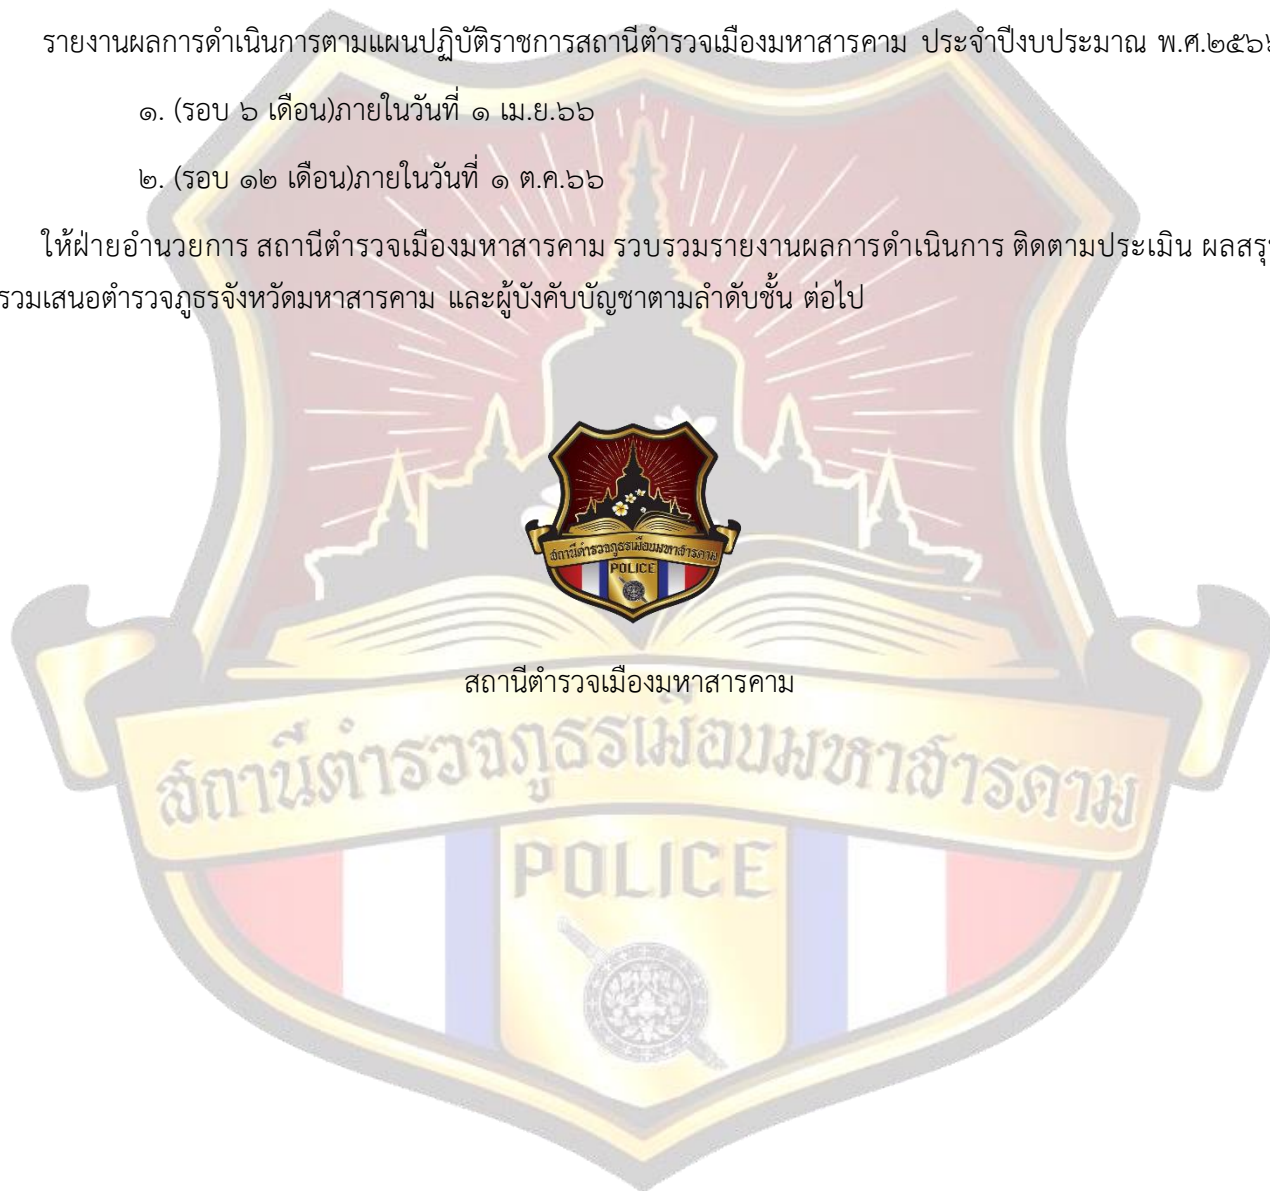 รายงานผลการดำเนินการตามแผนปฏิบัติราชการสถานีตำรวจเมืองมหาสารคาม ประจำปีงบประมาณ พ.ศ.๒๕๖๖
๑. (รอบ ๖ เดือน)ภายในวันที่ ๑ เม.ย.๖๖
๒. (รอบ ๑๒ เดือน)ภายในวันที่ ๑ ต.ค.๖๖
ให้ฝ่ายอำนวยการ สถานีตำรวจเมืองมหาสารคาม รวบรวมรายงานผลการดำเนินการ ติดตามประเมิน ผลสรุป
รวมเสนอตำรวจภูธรจังหวัดมหาสารคาม และผู้บังคับบัญชาตามลำดับชั้น ต่อไป
สถานีตำรวจภูธรเมืองมหาสารคาม
POLICE
สถานีตำรวจเมืองมหาสารคาม
สถานีตำรวจภูธรเมืองมหาสารคาม
POLICE